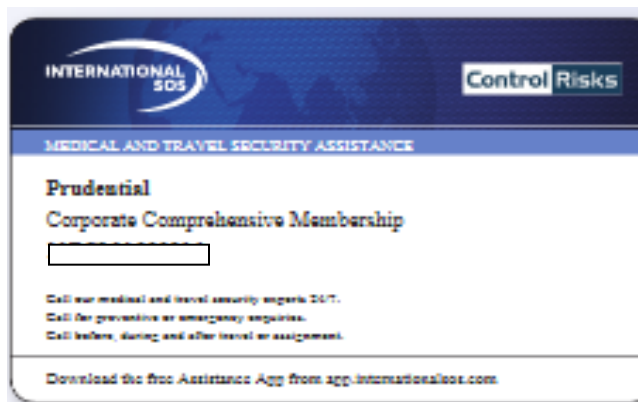 INTERNATIONAL
SOS
Control Risks
MEDICAL AND TRAVEL SECURITY ASSISTANCE
Prudential
Corporate Comprehensive Membership
Call our medical and travel security experts 24/7.
Call for preventive or emergency enquiries.
Call before, during and after travel or assignment.
Download the free Assistance App from app.internationalsos.com